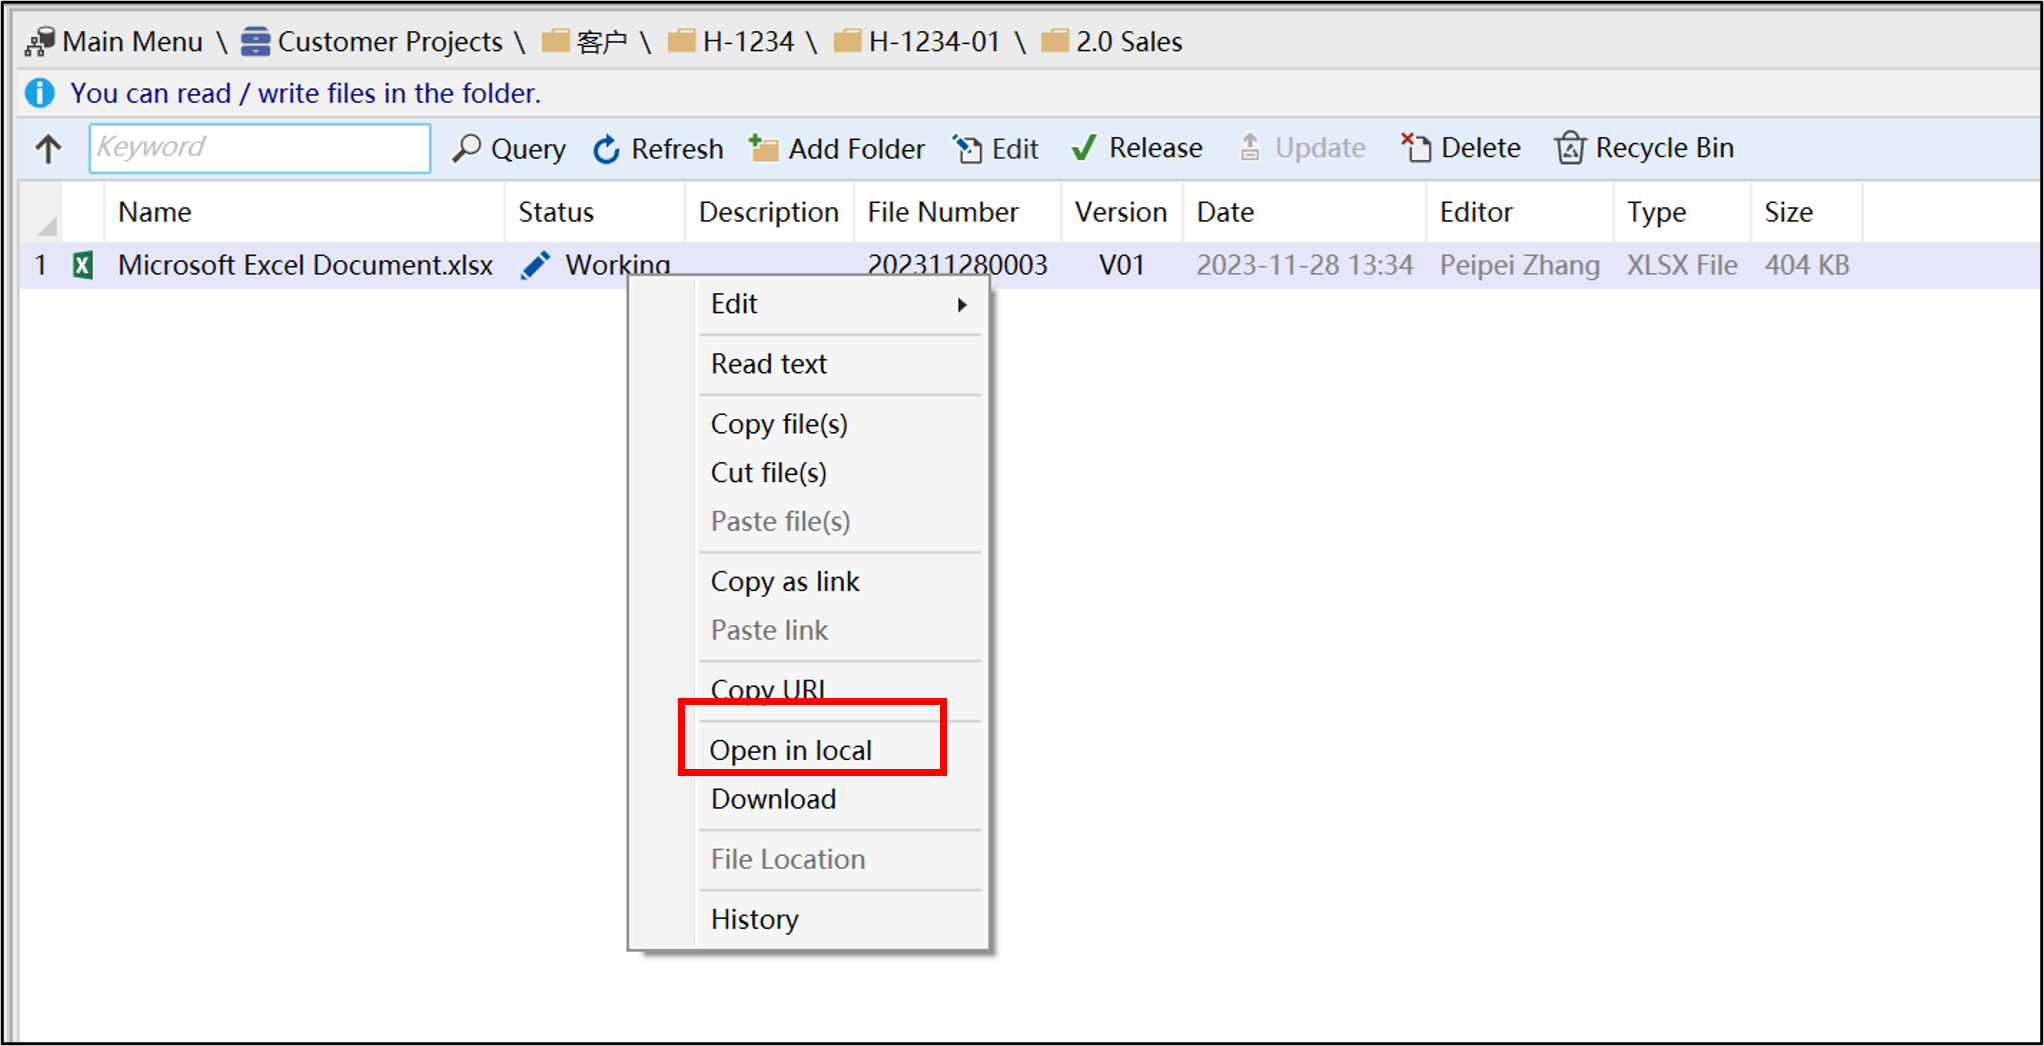 Main Menu \ Customer Projects \ 客户 \ H-1234 \ H-1234-01 \ 2.0 Sales
You can read / write files in the folder.
Keyword Query Refresh Add Folder Edit Release Update Delete Recycle Bin
Name Status Description File Number Version Date Editor Type Size
1 Microsoft Excel Document.xlsx Working 202311280003 V01 2023-11-28 13:34 Peipei Zhang XLSX File 404 KB
Edit
Read text
Copy file(s)
Cut file(s)
Paste file(s)
Copy as link
Paste link
Copy URL
Open in local
Download
File Location
History